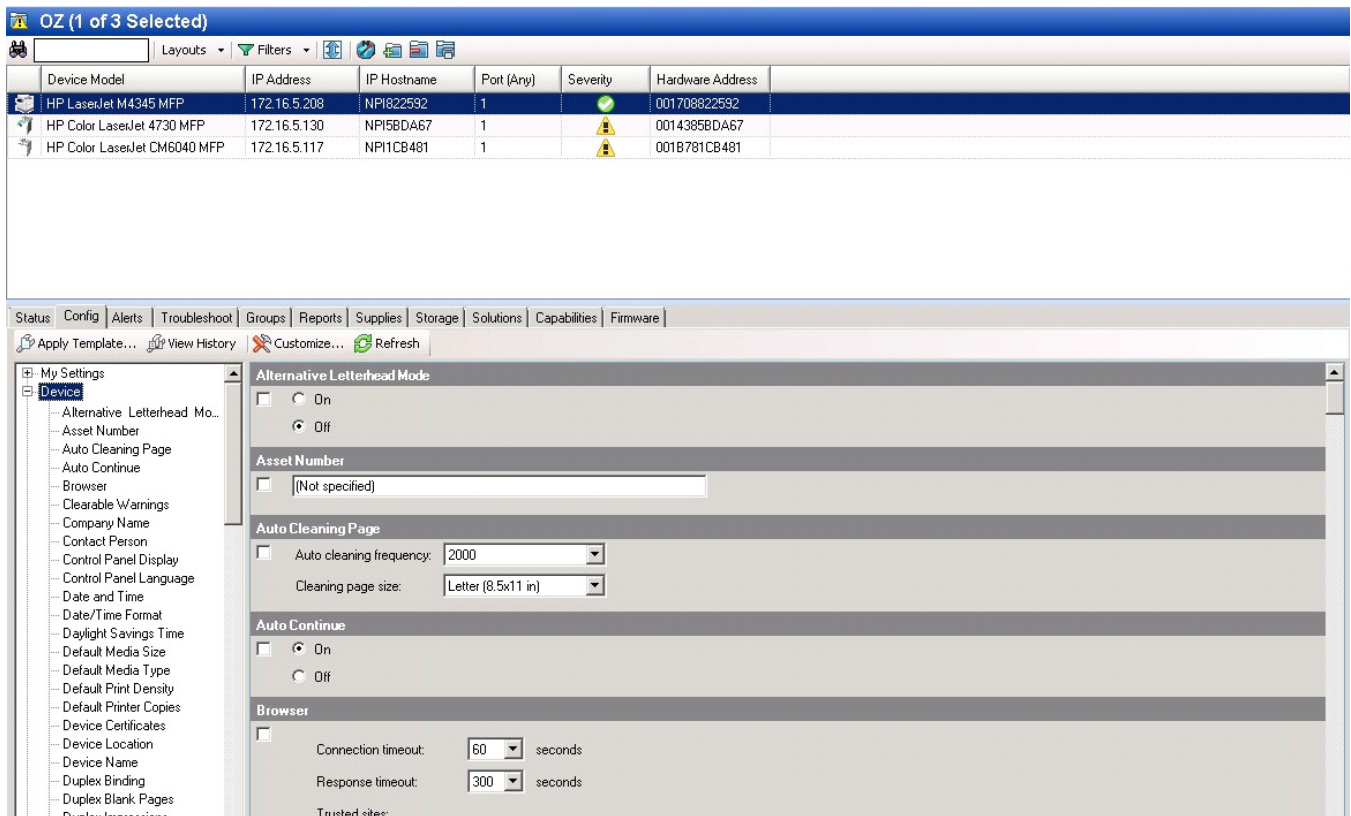 OZ (1 of 3 Selected)
Layouts Filters
Device Model IP Address IP Hostname Port (Any) Severity Hardware Address
HP LaserJet M4345 MFP 172.16.5.208 NPI822592 1 001708822592
HP Color LaserJet 4730 MFP 172.16.5.130 NPI5BDA67 1 0014385BDA67
HP Color LaserJet CM6040 MFP 172.16.5.117 NPI1CB481 1 001B781CB481
Status Config Alerts Troubleshoot Groups Reports Supplies Storage Solutions Capabilities Firmware
Apply Template... View History Customize... Refresh
My Settings
Device
Alternative Letterhead Mo...
Asset Number
Auto Cleaning Page
Auto Continue
Browser
Clearable Warnings
Company Name
Contact Person
Control Panel Display
Control Panel Language
Date and Time
Date/Time Format
Daylight Savings Time
Default Media Size
Default Media Type
Default Print Density
Default Printer Copies
Device Certificates
Device Location
Device Name
Duplex Binding
Duplex Blank Pages
Duplex Impressions
Alternative Letterhead Mode
On
Off
Asset Number
(Not specified)
Auto Cleaning Page
Auto cleaning frequency: 2000
Cleaning page size: Letter (8.5x11 in)
Auto Continue
On
Off
Browser
Connection timeout: 60 seconds
Response timeout: 300 seconds
Trusted sites: